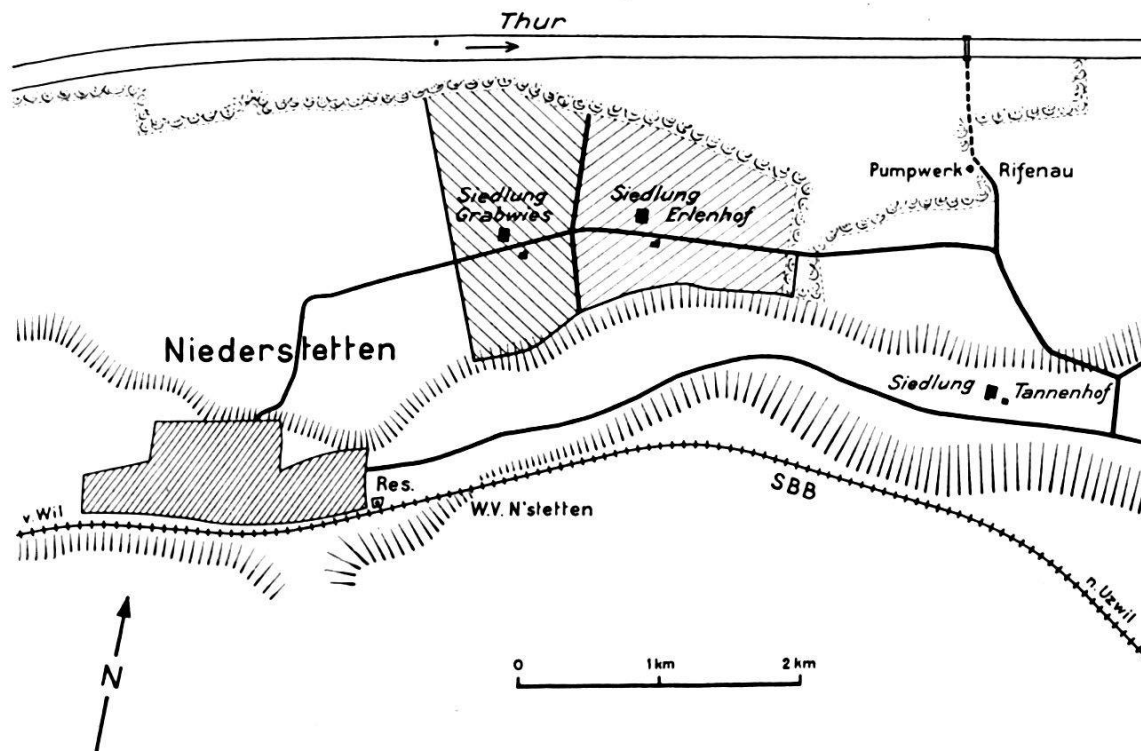 Thur
Pumpwerk Rifenau
Siedlung
Grabwies
Siedlung
Erlenhof
Niederstetten
Siedlung Tannenhof
Res.
W.V. N'stetten
SBB
v. Wil
n. Uzwil
N
0 1 km 2 km